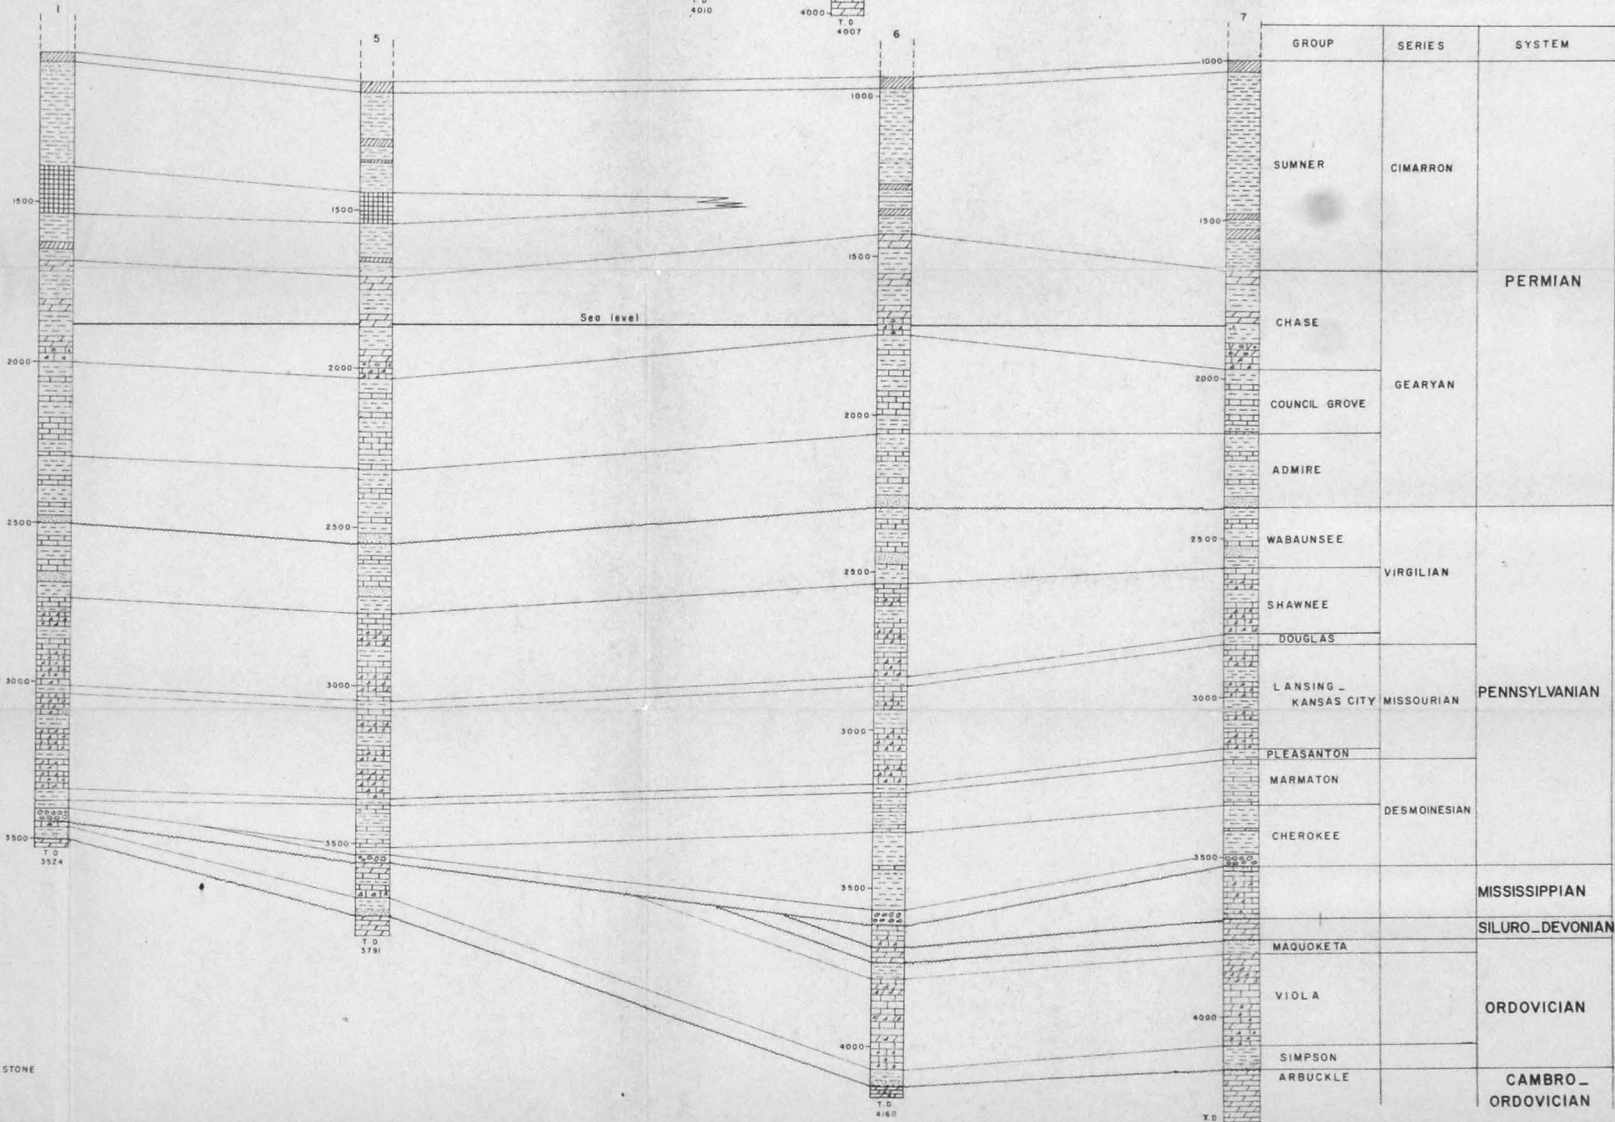 T D
4010
4000
T D
4007
1
5
6
7
GROUP
SERIES
SYSTEM
1000
1000
SUMNER
CIMARRON
1500
1500
1500
1500
PERMIAN
Sea level
CHASE
2000
2000
2000
2000
GEARYAN
COUNCIL GROVE
ADMIRE
2500
2500
2500
2500
WABAUNSEE
VIRGILIAN
SHAWNEE
DOUGLAS
3000
3000
3000
3000
LANSING_
KANSAS CITY
MISSOURIAN
PENNSYLVANIAN
PLEASANTON
MARMATON
DESMOINESIAN
CHEROKEE
3500
3500
3500
3500
T D
3524
MISSISSIPPIAN
SILURO_DEVONIAN
T D
3791
MAQUOKETA
VIOLA
ORDOVICIAN
4000
4000
SIMPSON
STONE
ARBUCKLE
CAMBRO_
ORDOVICIAN
T.D.
4160
T.D